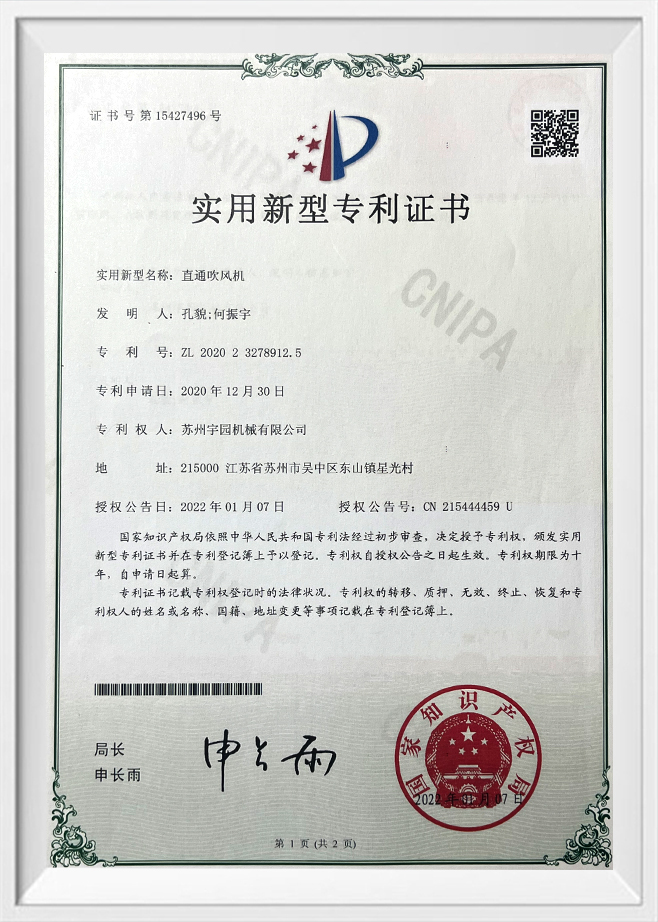 证书号第15427496号
实用新型专利证书
CNIPA
实用新型名称：直通吹风机
发明人：孔貌;何振宇
专利号：ZL 2020 2 3278912.5
专利申请日：2020年12月30日
专利权人：苏州宇园机械有限公司
地址：215000 江苏省苏州市吴中区东山镇星光村
授权公告日：2022年01月07日 授权公告号：CN 215444459 U
国家知识产权局依照中华人民共和国专利法经过初步审查，决定授予专利权，颁发实用
新型专利证书并在专利登记簿上予以登记。专利权自授权公告之日起生效。专利权期限为十
年，自申请日起算。
专利证书记载专利权登记时的法律状况。专利权的转移、质押、无效、终止、恢复和专
利权人的姓名或名称、国籍、地址变更等事项记载在专利登记簿上。
局长
申长雨
申长雨
国家知识产权局
2022年01月07日
第 1 页 (共 2 页)